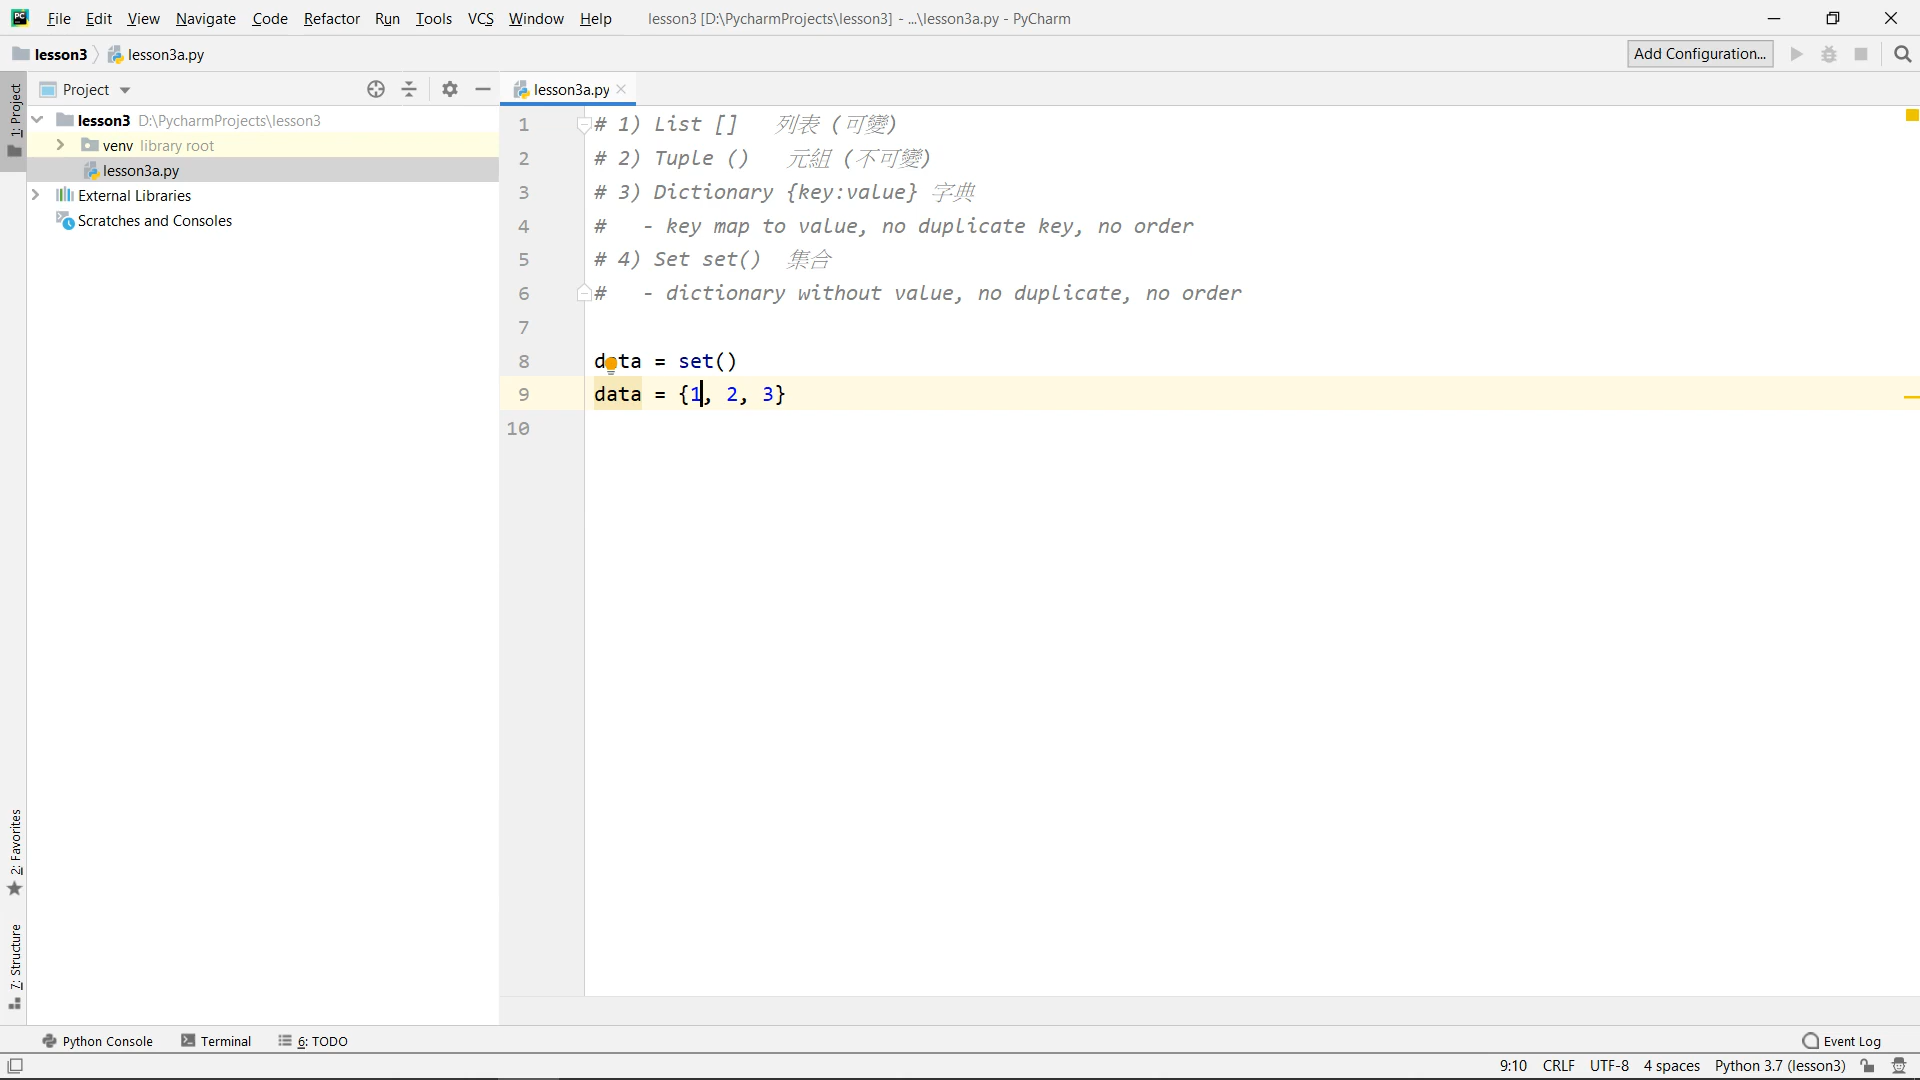 File Edit View Navigate Code Refactor Run Tools VCS Window Help lesson3 [D:\PycharmProjects\lesson3] - ...\lesson3a.py - PyCharm
lesson3 lesson3a.py Add Configuration...
1: Project
Project
lesson3a.py
lesson3 D:\PycharmProjects\lesson3
venv library root
lesson3a.py
External Libraries
Scratches and Consoles
1 # 1) List [] 列表 (可變)
2 # 2) Tuple () 元組 (不可變)
3 # 3) Dictionary {key:value} 字典
4 # - key map to value, no duplicate key, no order
5 # 4) Set set() 集合
6 # - dictionary without value, no duplicate, no order
7
8 data = set()
9 data = {1, 2, 3}
10
2: Favorites
7: Structure
Python Console Terminal 6: TODO Event Log
9:10 CRLF UTF-8 4 spaces Python 3.7 (lesson3)